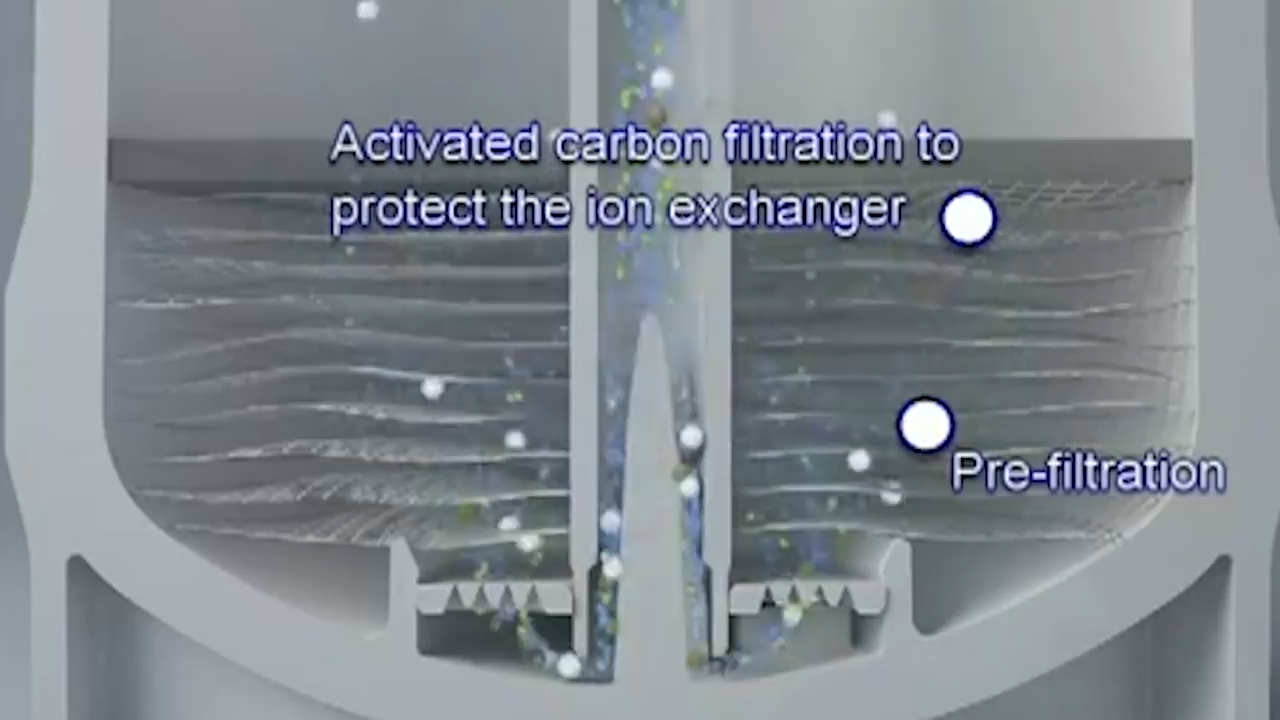 Activated carbon filtration to
protect the ion exchanger
Pre-filtration